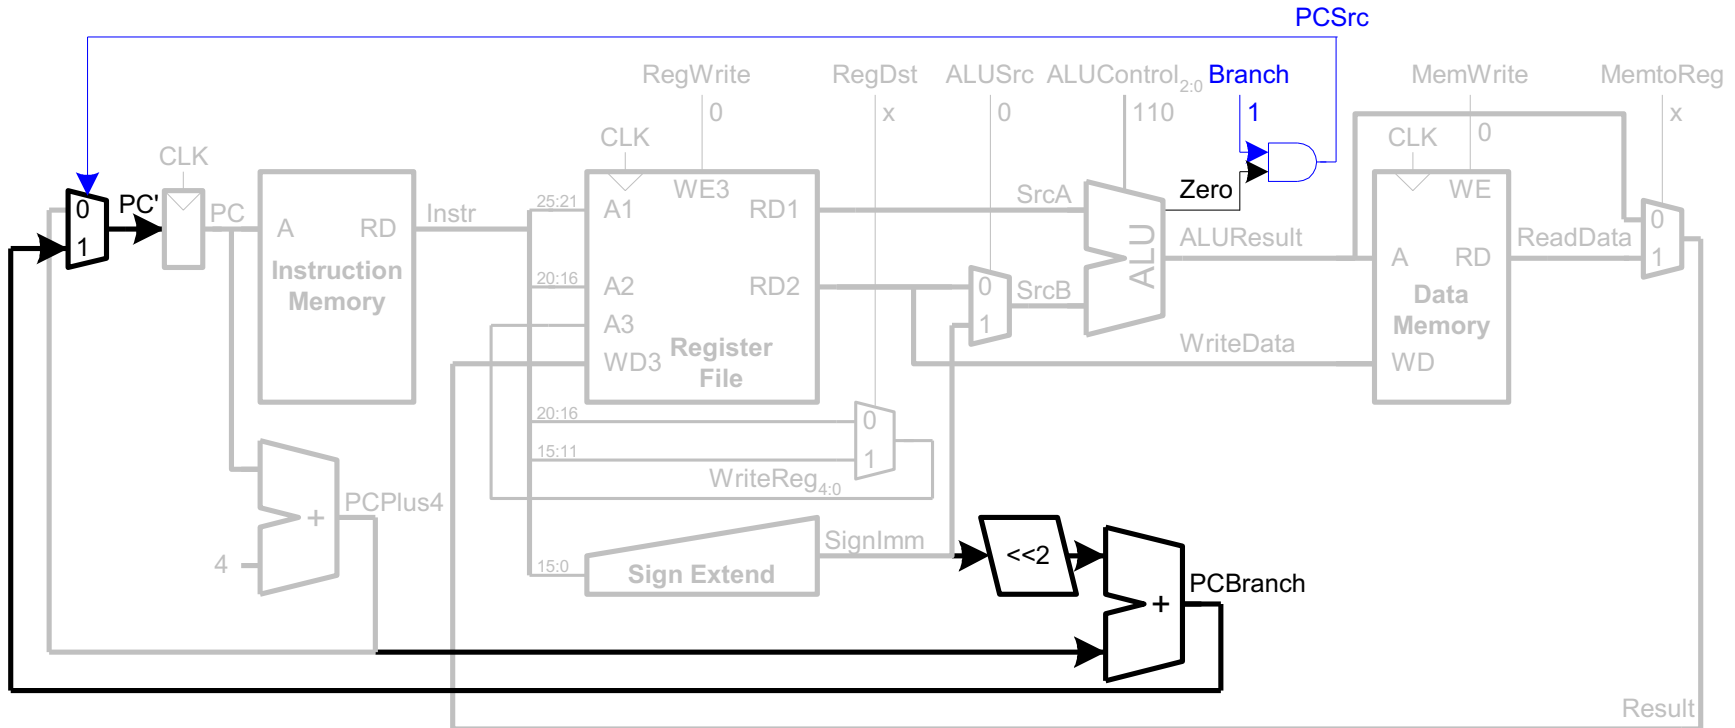 PCSrc
RegWrite RegDst ALUSrc ALUControl2:0 Branch MemWrite MemtoReg
0 x 0 110 1 0 x
CLK CLK CLK
0 PC' PC Instr 25:21 A1 WE3 RD1 SrcA Zero WE
1 A RD ALUResult A RD ReadData 0
Instruction Memory 20:16 A2 RD2 0 SrcB ALU 1
A3 1 Data Memory
WD3 Register File WriteData WD
20:16 0
15:11 1
WriteReg4:0
PCPlus4
+
4 15:0 Sign Extend SignImm <<2
PCBranch
+
Result